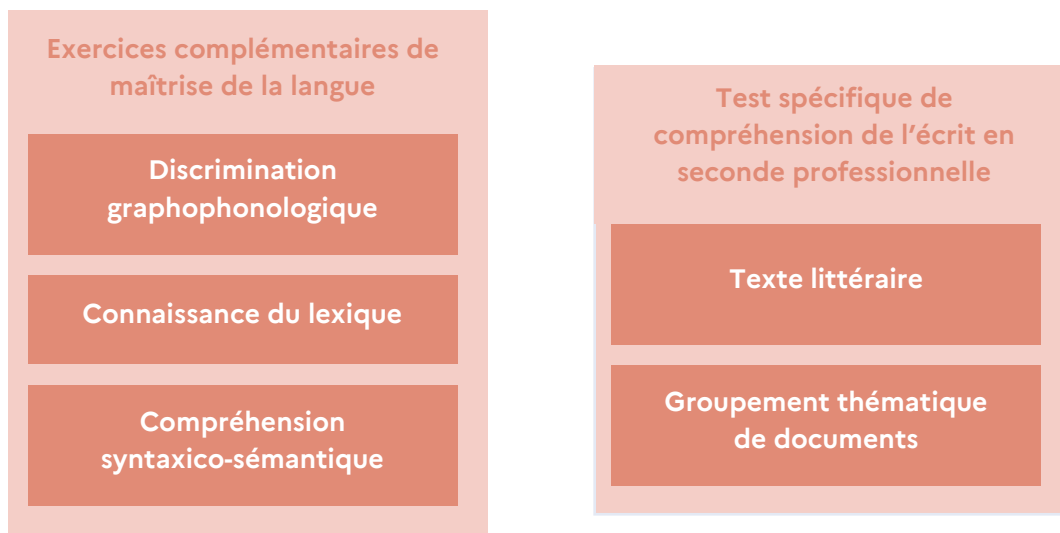 Exercices complémentaires de
maîtrise de la langue
Discrimination
graphophonologique
Connaissance du lexique
Compréhension
syntaxico-sémantique
Test spécifique de
compréhension de l’écrit en
seconde professionnelle
Texte littéraire
Groupement thématique
de documents